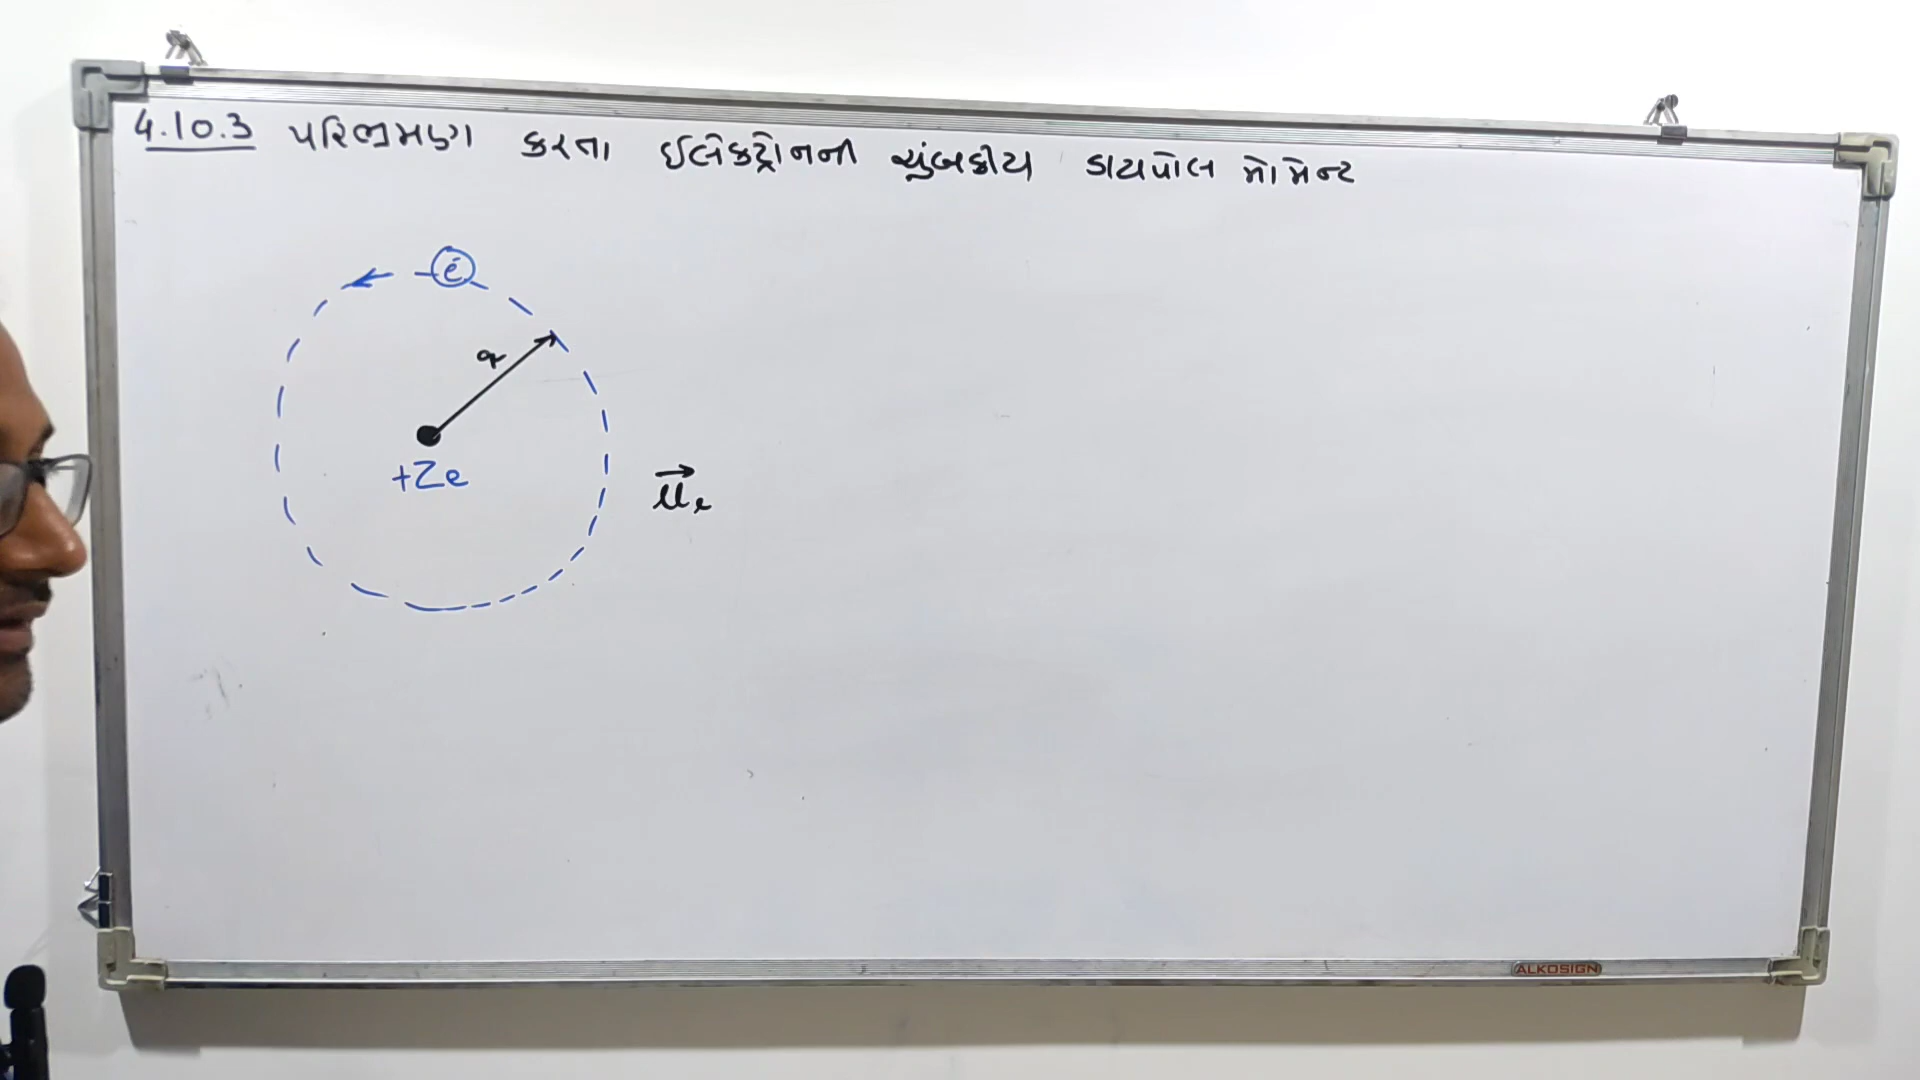 4.10.3 પરિભ્રમણ કરતા ઈલેક્ટ્રોનની ચુંબકીય ડાયપોલ મોમેન્ટ
e⁻
r
+Ze
μ⃗ₑ
ALKOSIGN